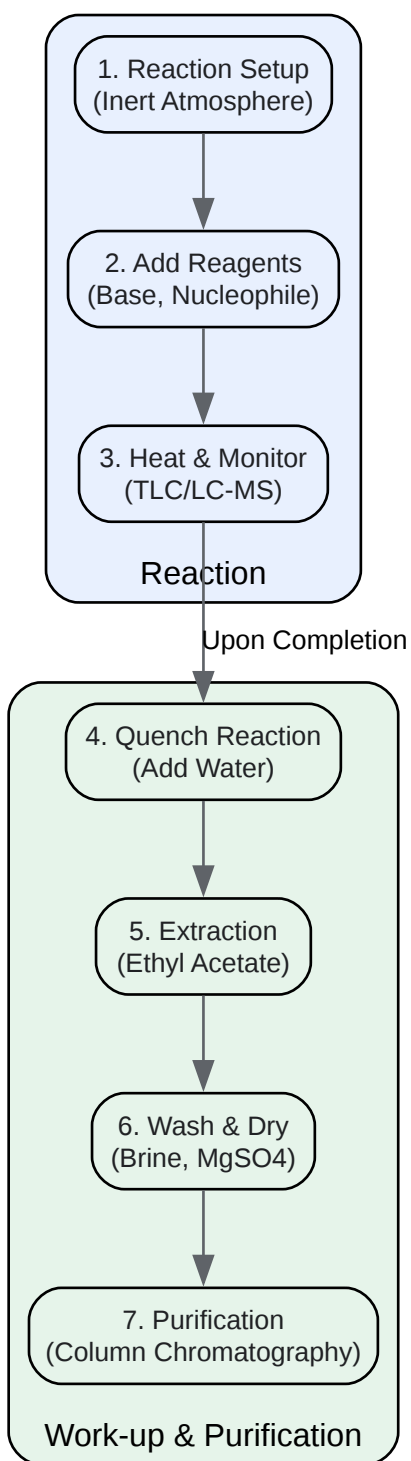 1. Reaction Setup
(Inert Atmosphere)
2. Add Reagents
(Base, Nucleophile)
3. Heat & Monitor
(TLC/LC-MS)
Reaction
Upon Completion
4. Quench Reaction
(Add Water)
5. Extraction
(Ethyl Acetate)
6. Wash & Dry
(Brine, MgSO4)
7. Purification
(Column Chromatography)
Work-up & Purification